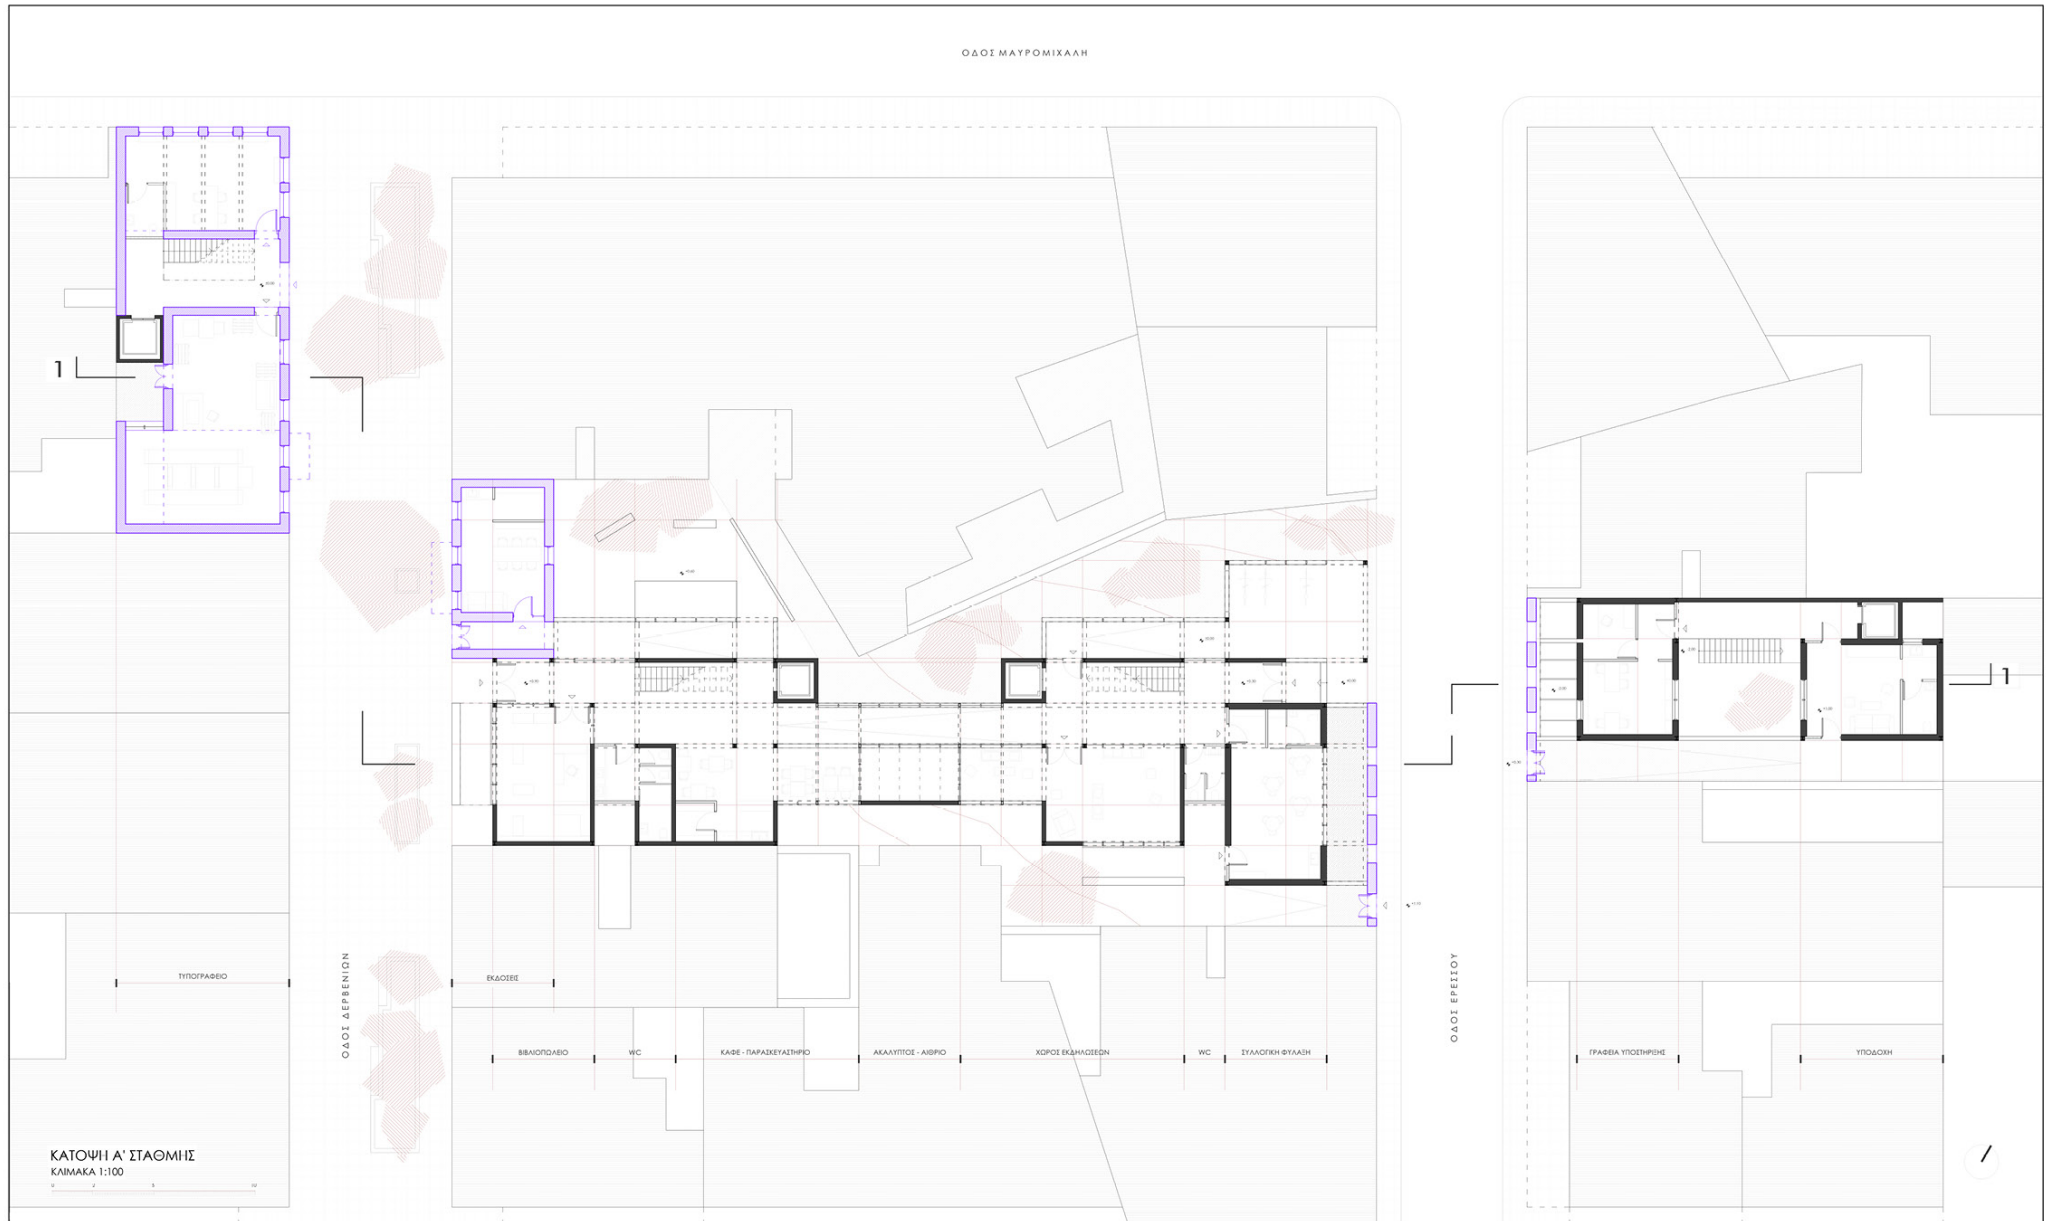 ΟΔΟΣ ΜΑΥΡΟΜΙΧΑΛΗ
1
1
ΤΥΠΟΓΡΑΦΕΙΟ
ΕΚΔΟΣΕΙΣ
ΟΔΟΣ ΔΕΡΒΕΝΙΩΝ
ΟΔΟΣ ΕΡΕΣΣΟΥ
ΒΙΒΛΙΟΠΩΛΕΙΟ
WC
ΚΑΦΕ - ΠΑΡΑΣΚΕΥΑΣΤΗΡΙΟ
ΑΚΑΛΥΠΤΟΣ - ΑΙΘΡΙΟ
ΧΩΡΟΣ ΕΚΔΗΛΩΣΕΩΝ
WC
ΣΥΛΛΟΓΙΚΗ ΦΥΛΑΞΗ
ΓΡΑΦΕΙΑ ΥΠΟΣΤΗΡΙΞΗΣ
ΥΠΟΔΟΧΗ
ΚΑΤΟΨΗ Α' ΣΤΑΘΜΗΣ
ΚΛΙΜΑΚΑ 1:100